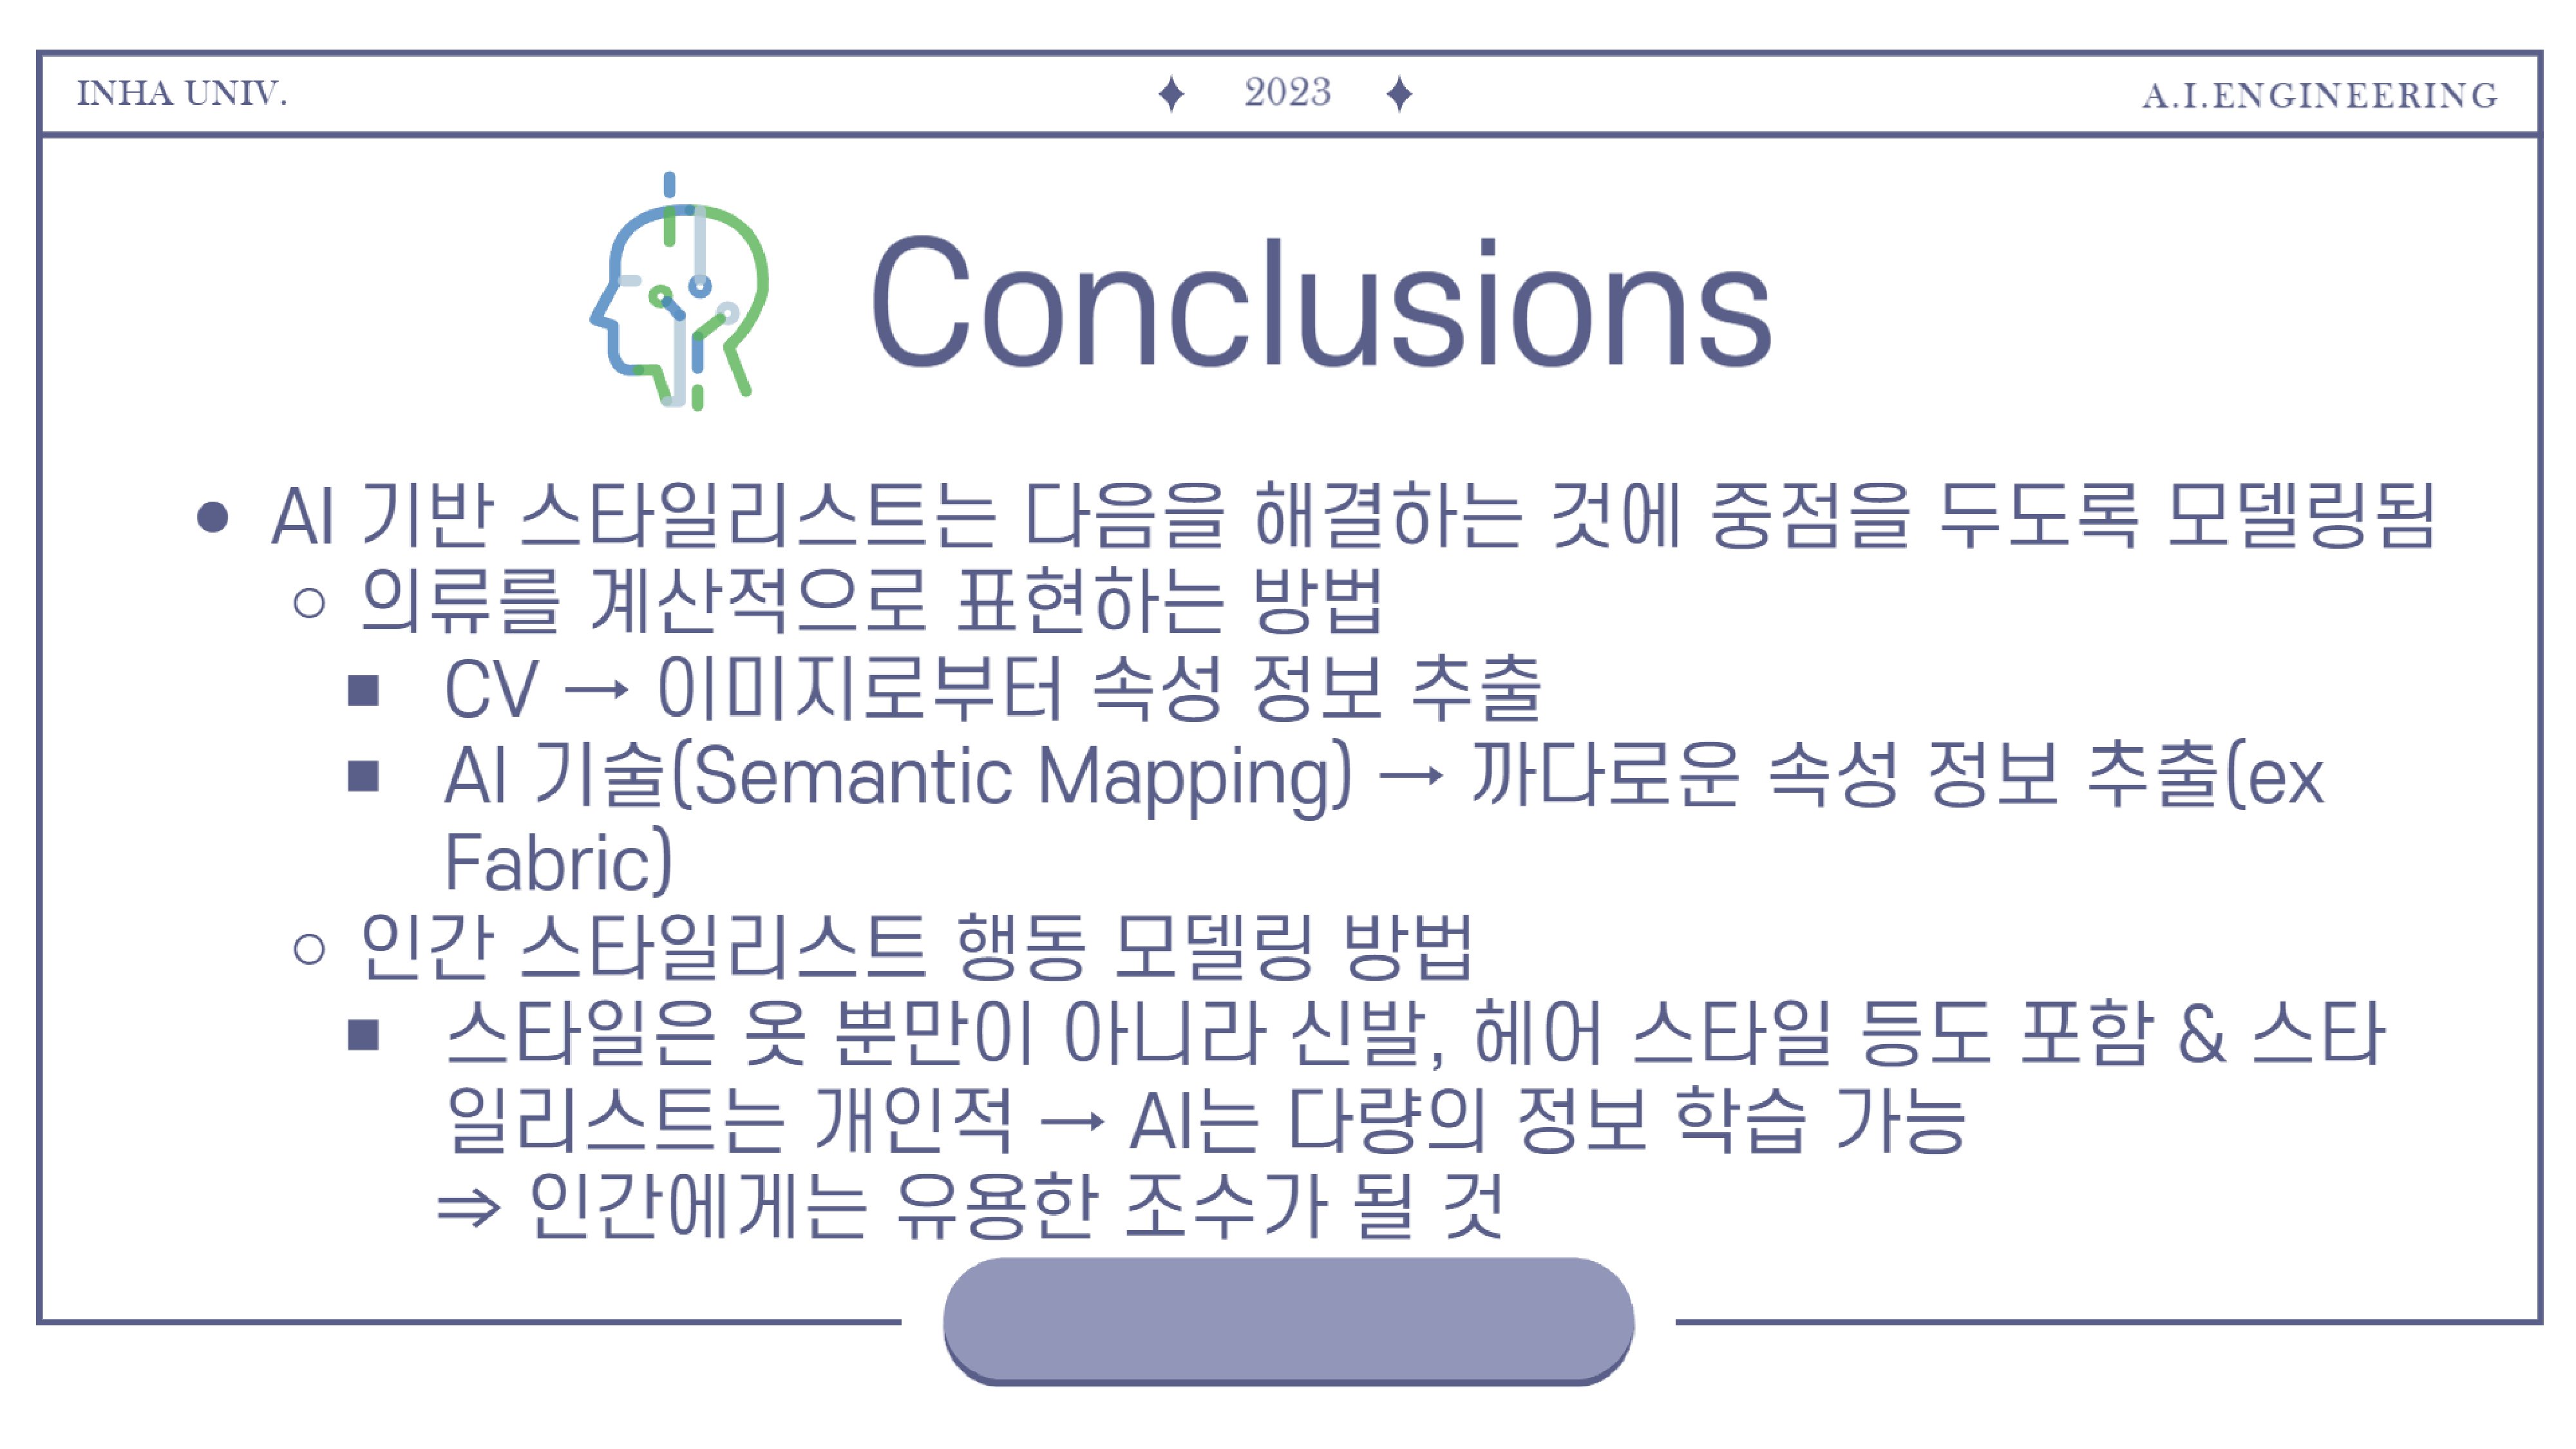 INHA UNIV.
2023
A.I.ENGINEERING
Conclusions
● AI 기반 스타일리스트는 다음을 해결하는 것에 중점을 두도록 모델링됨
○ 의류를 계산적으로 표현하는 방법
■ CV → 이미지로부터 속성 정보 추출
■ AI 기술(Semantic Mapping) → 까다로운 속성 정보 추출(ex
Fabric)
○ 인간 스타일리스트 행동 모델링 방법
■ 스타일은 옷 뿐만이 아니라 신발, 헤어 스타일 등도 포함 & 스타
일리스트는 개인적 → AI는 다량의 정보 학습 가능
⇒ 인간에게는 유용한 조수가 될 것